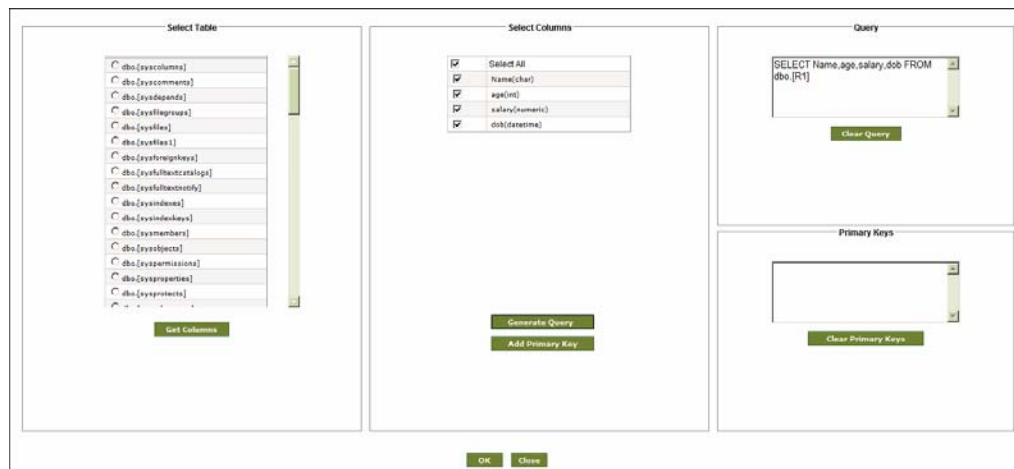 Select Table
dbo.[syscolumns]
dbo.[syscomments]
dbo.[sysdepends]
dbo.[sysfilegroups]
dbo.[sysfiles]
dbo.[sysfiles1]
dbo.[sysforeignkeys]
dbo.[sysfulltextcatalogs]
dbo.[sysfulltextnotify]
dbo.[sysindexes]
dbo.[sysindexkeys]
dbo.[sysmembers]
dbo.[sysobjects]
dbo.[syspermissions]
dbo.[sysproperties]
dbo.[sysprotects]
Get Columns
Select Columns
Select All
Name(char)
age(int)
salary(numeric)
dob(datetime)
Generate Query
Add Primary Key
Query
SELECT Name,age,salary,dob FROM
dbo.[R1]
Clear Query
Primary Keys
Clear Primary Keys
OK
Close